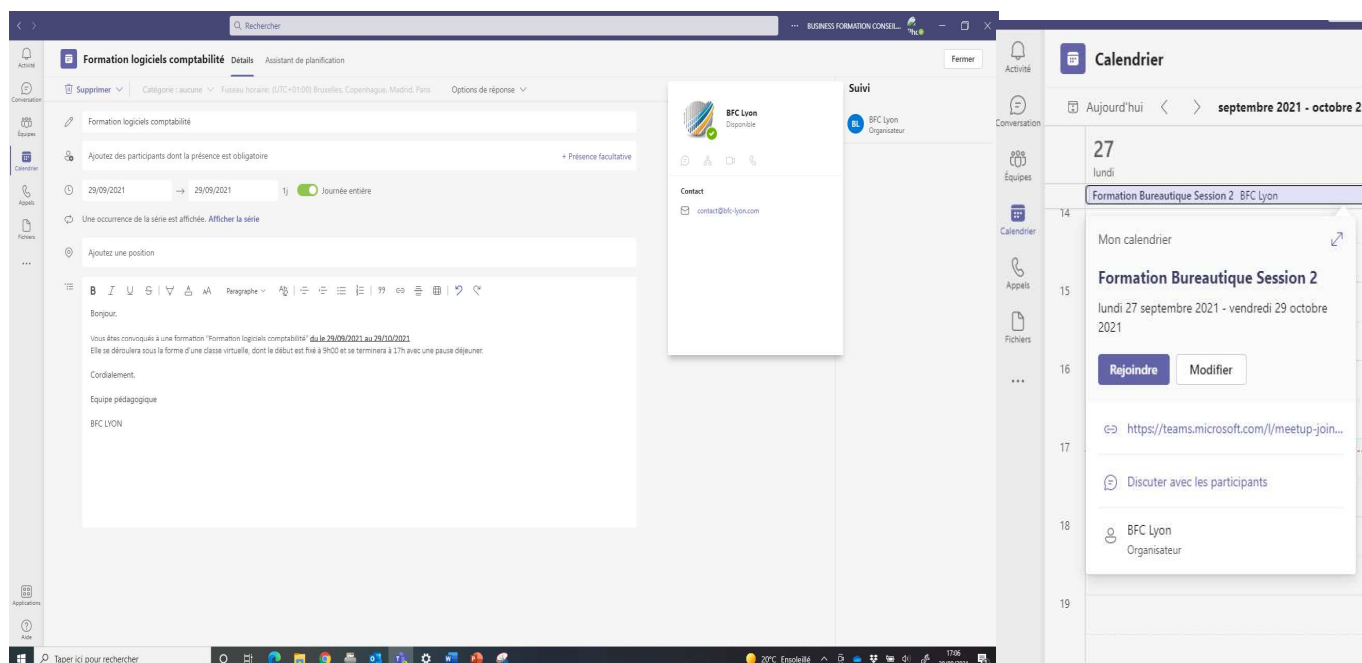 Rechercher
BUSINESS FORMATION CONSEIL...
Activité
Conversation
Équipes
Calendrier
Appels
Fichiers
Applications
Aide
Formation logiciels comptabilité Détails Assistant de planification
Fermer
Supprimer Catégorie : aucune Fuseau horaire: (UTC+01:00) Bruxelles, Copenhague, Madrid, Paris Options de réponse
Formation logiciels comptabilité
Ajoutez des participants dont la présence est obligatoire + Présence facultative
29/09/2021 → 29/09/2021 1j Journée entière
Une occurrence de la série est affichée. Afficher la série
Ajoutez une position
B I U S Paragraphe
Bonjour,
Vous êtes convoqués à une formation "Formation logiciels comptabilité" du le 29/09/2021 au 29/10/2021
Elle se déroulera sous la forme d'une classe virtuelle, dont le début est fixé à 9h00 et se terminera à 17h avec une pause déjeuner.
Cordialement.
Equipe pédagogique
BFC LYON
BFC Lyon
Disponible
Contact
contact@bfc-lyon.com
Suivi
BL BFC Lyon
Organisateur
Taper ici pour rechercher
20°C Ensoleillé
17:06
Activité
Conversation
Équipes
Calendrier
Appels
Fichiers
Calendrier
Aujourd'hui septembre 2021 - octobre 2
27
lundi
Formation Bureautique Session 2 BFC Lyon
14
15
16
17
18
19
Mon calendrier
Formation Bureautique Session 2
lundi 27 septembre 2021 - vendredi 29 octobre
2021
Rejoindre Modifier
https://teams.microsoft.com/l/meetup-join...
Discuter avec les participants
BFC Lyon
Organisateur